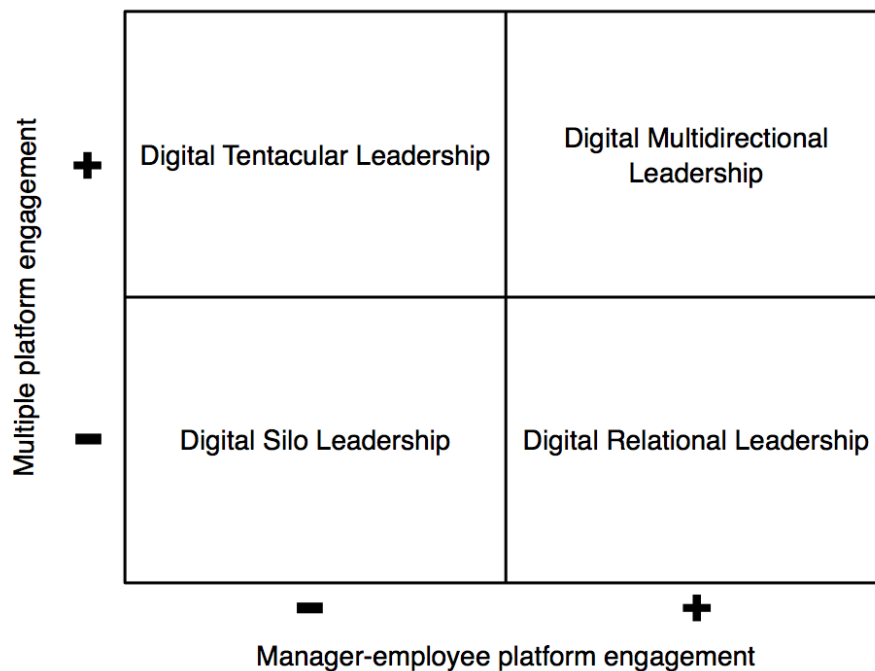 Multiple platform engagement
+
Digital Tentacular Leadership
Digital Multidirectional
Leadership
-
Digital Silo Leadership
Digital Relational Leadership
-
+
Manager-employee platform engagement